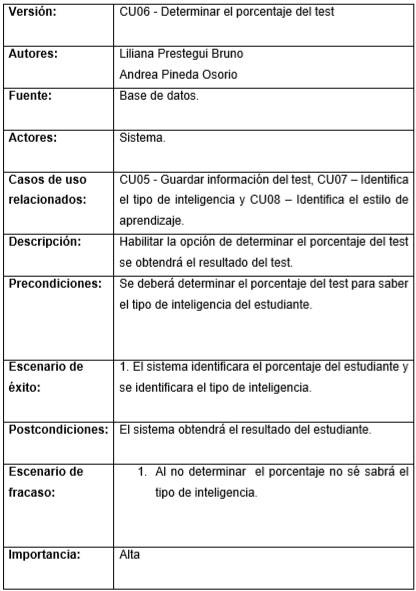 Versión: CU06 - Determinar el porcentaje del test
Autores: Liliana Prestegui Bruno
Andrea Pineda Osorio
Fuente: Base de datos.
Actores: Sistema.
Casos de uso CU05 - Guardar información del test, CU07 – Identifica
relacionados: el tipo de inteligencia y CU08 – Identifica el estilo de
aprendizaje.
Descripción: Habilitar la opción de determinar el porcentaje del test
se obtendrá el resultado del test.
Precondiciones: Se deberá determinar el porcentaje del test para saber
el tipo de inteligencia del estudiante.
Escenario de 1. El sistema identificara el porcentaje del estudiante y
éxito: se identificara el tipo de inteligencia.
Postcondiciones: El sistema obtendrá el resultado del estudiante.
Escenario de 1. Al no determinar el porcentaje no sé sabrá el
fracaso: tipo de inteligencia.
Importancia: Alta